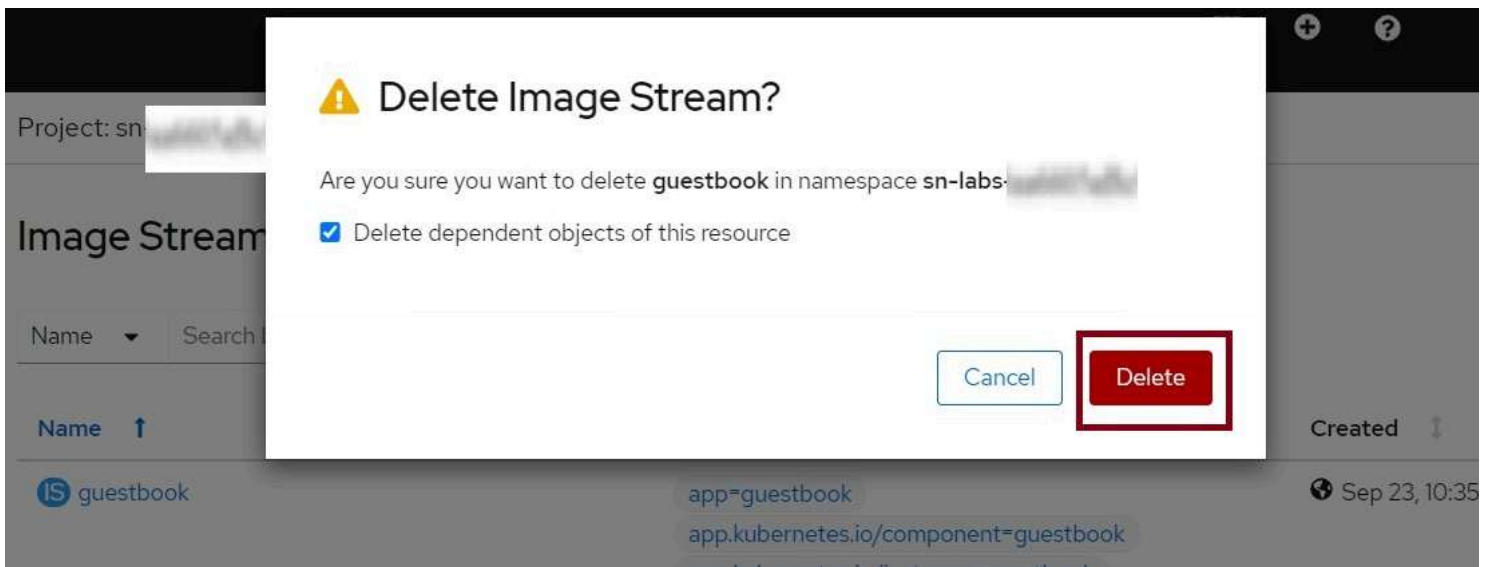 Delete Image Stream?
Project: sn-
Are you sure you want to delete guestbook in namespace sn-labs-
Delete dependent objects of this resource
Image Stream
Name
Search
Cancel
Delete
Name
Created
IS guestbook
app=guestbook
Sep 23, 10:35
app.kubernetes.io/component=guestbook